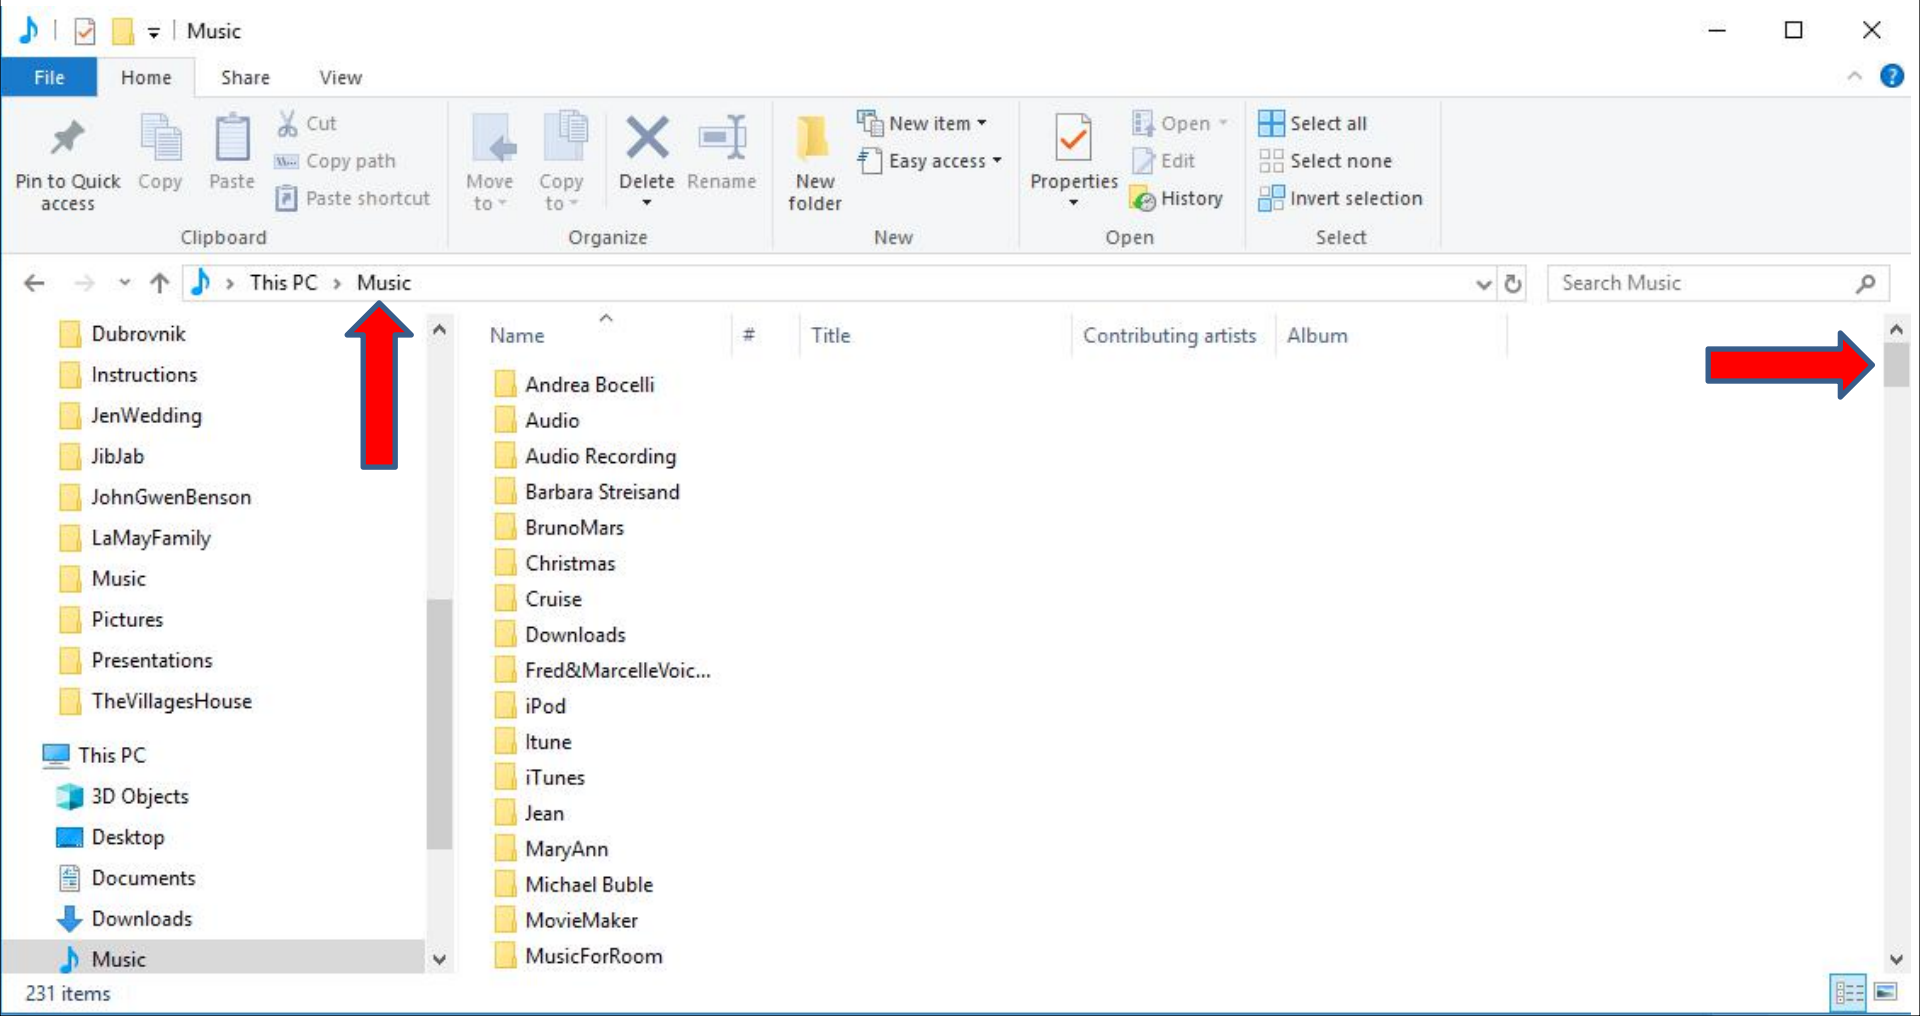 Music
File Home Share View
Pin to Quick access
Copy
Paste
Cut
Copy path
Paste shortcut
Clipboard
Move to
Copy to
Delete
Rename
Organize
New folder
New item
Easy access
New
Properties
Open
Edit
History
Open
Select all
Select none
Invert selection
Select
This PC > Music
Search Music
Dubrovnik
Instructions
JenWedding
JibJab
JohnGwenBenson
LaMayFamily
Music
Pictures
Presentations
TheVillagesHouse
This PC
3D Objects
Desktop
Documents
Downloads
Music
Name # Title Contributing artists Album
Andrea Bocelli
Audio
Audio Recording
Barbara Streisand
BrunoMars
Christmas
Cruise
Downloads
Fred&MarcelleVoic...
iPod
Itune
iTunes
Jean
MaryAnn
Michael Buble
MovieMaker
MusicForRoom
231 items